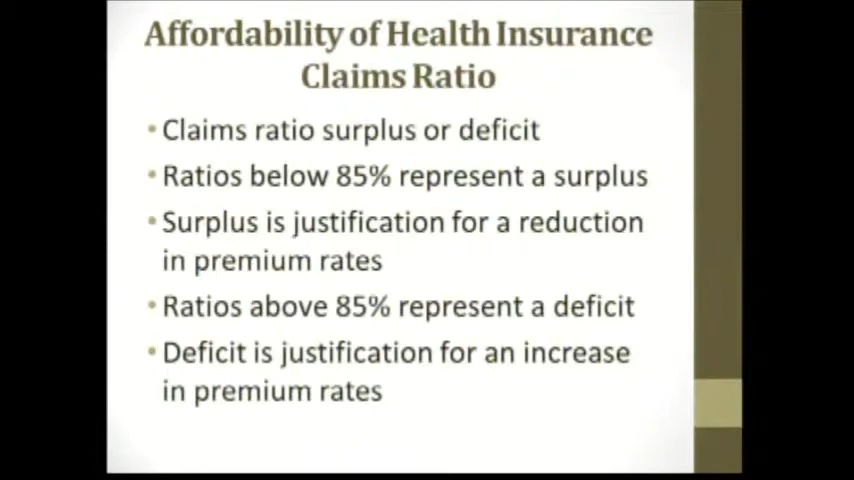 Affordability of Health Insurance
Claims Ratio
• Claims ratio surplus or deficit
• Ratios below 85% represent a surplus
• Surplus is justification for a reduction
in premium rates
• Ratios above 85% represent a deficit
• Deficit is justification for an increase
in premium rates